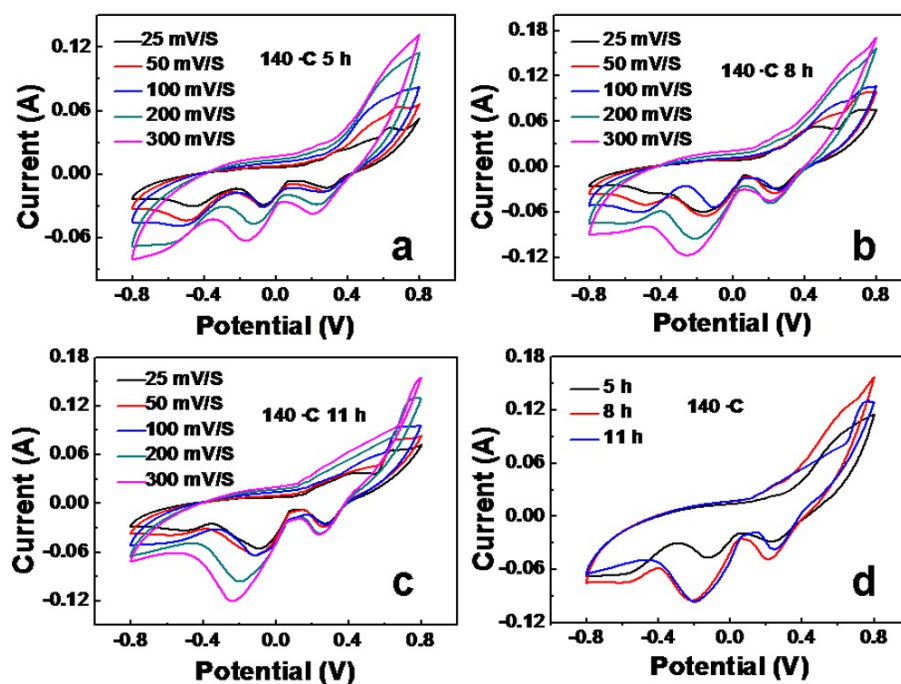 0.12
0.06
0.00
-0.06
Current (A)
25 mV/S
50 mV/S
100 mV/S
200 mV/S
300 mV/S
140 -C 5 h
a
-0.8 -0.4 0.0 0.4 0.8
Potential (V)
0.18
0.12
0.06
0.00
-0.06
-0.12
Current (A)
25 mV/S
50 mV/S
100 mV/S
200 mV/S
300 mV/S
140 -C 8 h
b
-0.8 -0.4 0.0 0.4 0.8
Potential (V)
0.18
0.12
0.06
0.00
-0.06
-0.12
Current (A)
25 mV/S
50 mV/S
100 mV/S
200 mV/S
300 mV/S
140 -C 11 h
c
-0.8 -0.4 0.0 0.4 0.8
Potential (V)
0.18
0.12
0.06
0.00
-0.06
-0.12
Current (A)
5 h
8 h
11 h
140 -C
d
-0.8 -0.4 0.0 0.4 0.8
Potential (V)